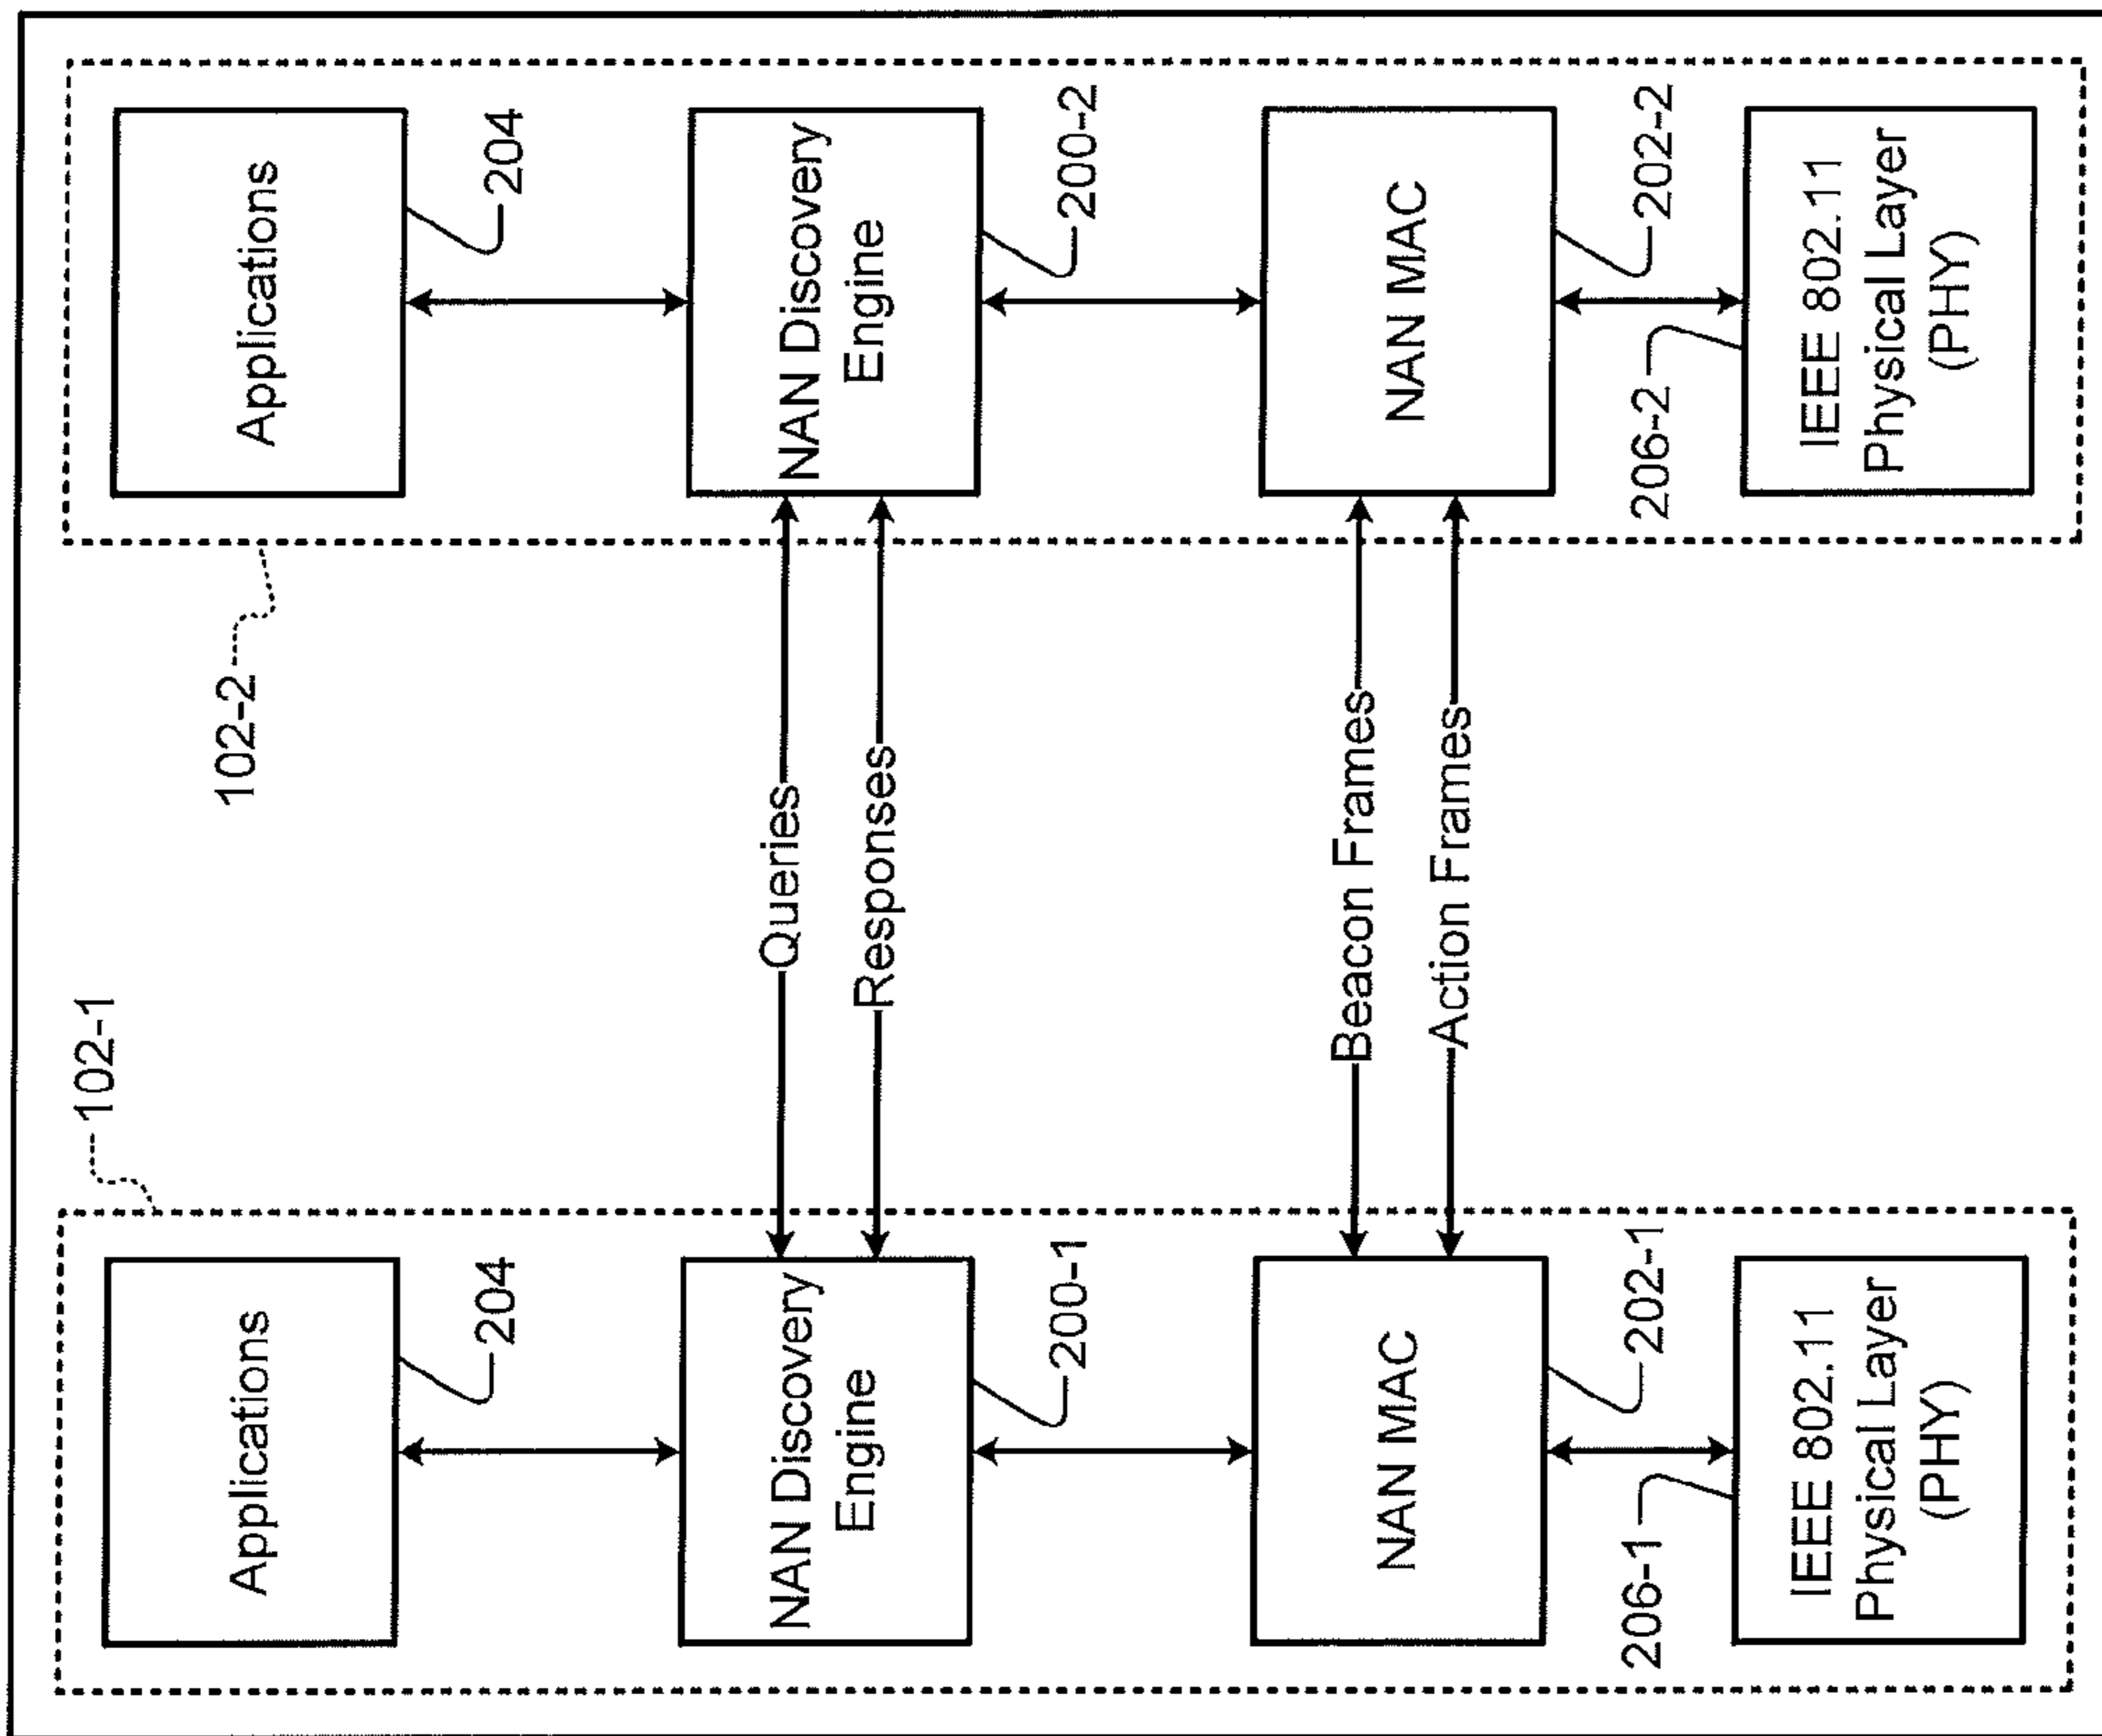 102-1
Applications
204
NAN Discovery
Engine
200-1
NAN MAC
202-1
206-1
IEEE 802.11
Physical Layer
(PHY)
Queries
Responses
Beacon Frames
Action Frames
102-2
Applications
204
NAN Discovery
Engine
200-2
NAN MAC
202-2
206-2
IEEE 802.11
Physical Layer
(PHY)